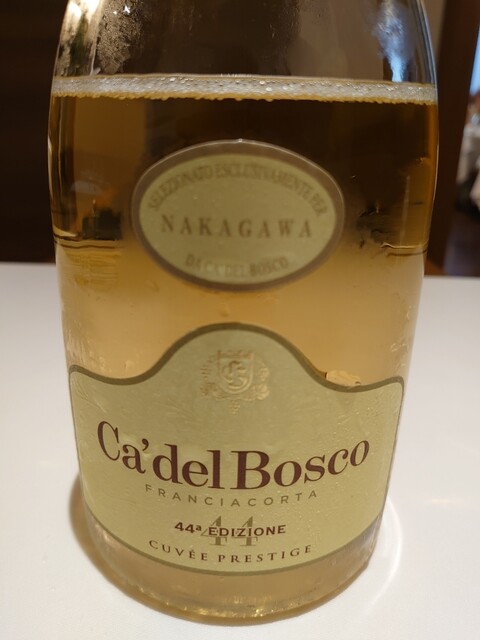 SELEZIONATO ESCLUSIVAMENTE PER
NAKAGAWA
DA CA'DEL BOSCO
Ca'del Bosco
FRANCIACORTA
44
44ª EDIZIONE
CUVÉE PRESTIGE